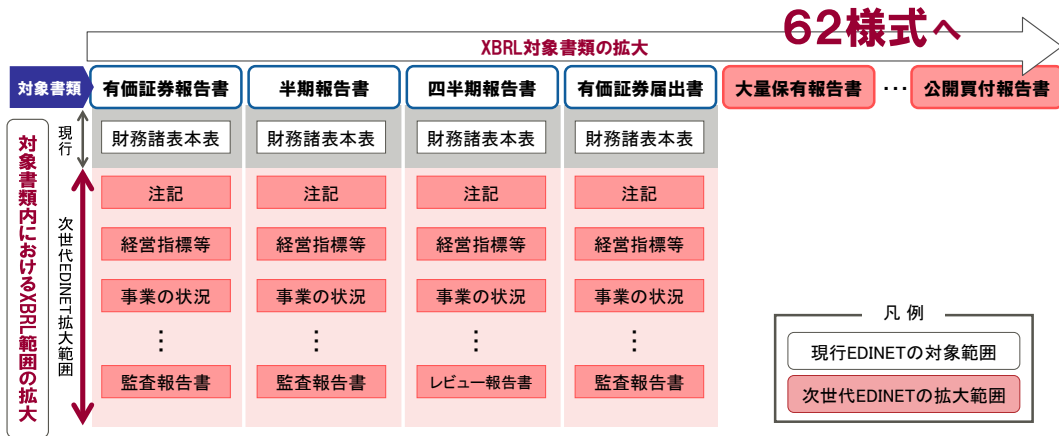 62様式へ
XBRL対象書類の拡大
対象書類
有価証券報告書
半期報告書
四半期報告書
有価証券届出書
大量保有報告書
･･･
公開買付報告書
対象書類内におけるXBRL範囲の拡大
現行
財務諸表本表
財務諸表本表
財務諸表本表
財務諸表本表
次世代EDINET拡大範囲
注記
注記
注記
注記
経営指標等
経営指標等
経営指標等
経営指標等
事業の状況
事業の状況
事業の状況
事業の状況
⋮
⋮
⋮
⋮
監査報告書
監査報告書
レビュー報告書
監査報告書
凡 例
現行EDINETの対象範囲
次世代EDINETの拡大範囲